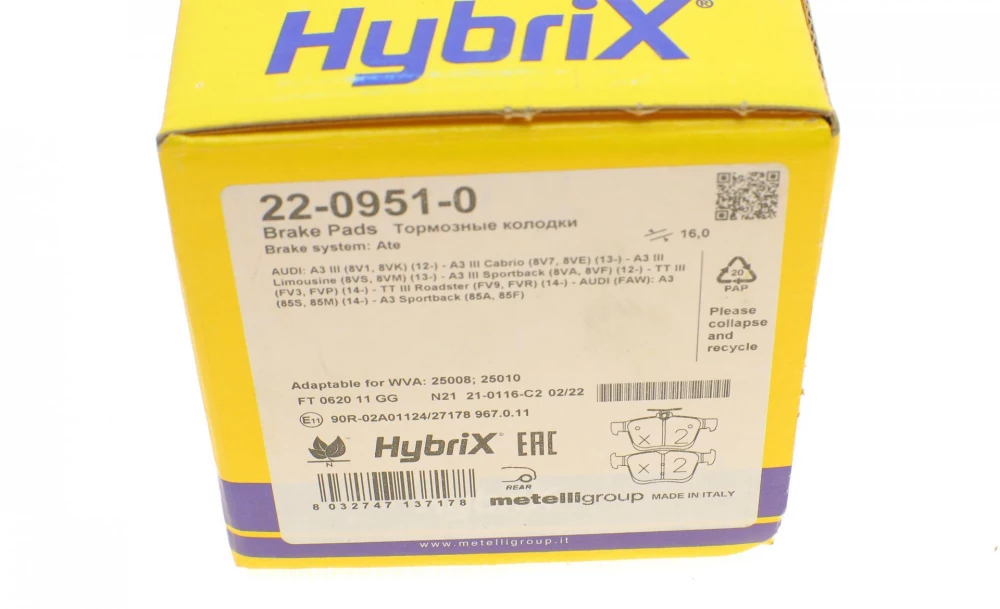 HybriX®
22-0951-0
Brake Pads Тормозные колодки
Brake system: Ate
16,0
AUDI: A3 III (8V1, 8VK) (12-) - A3 III Cabrio (8V7, 8VE) (13-) - A3 III
Limousine (8VS, 8VM) (13-) - A3 III Sportback (8VA, 8VF) (12-) - TT III
(FV3, FVP) (14-) - TT III Roadster (FV9, FVR) (14-) - AUDI (FAW): A3
(85S, 85M) (14-) - A3 Sportback (85A, 85F)
20
PAP
Please
collapse
and
recycle
Adaptable for WVA: 25008; 25010
FT 0620 11 GG N21 21-0116-C2 02/22
E11 90R-02A01124/27178 967.0.11
x 2
x 2
N
HybriX EAC
REAR
8 032747 137178
metelligroup MADE IN ITALY
www.metelligroup.it